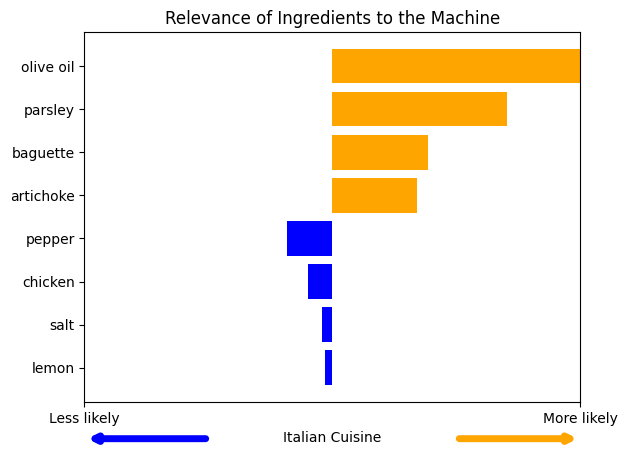 Relevance of Ingredients to the Machine
olive oil
parsley
baguette
artichoke
pepper
chicken
salt
lemon
Less likely
More likely
Italian Cuisine